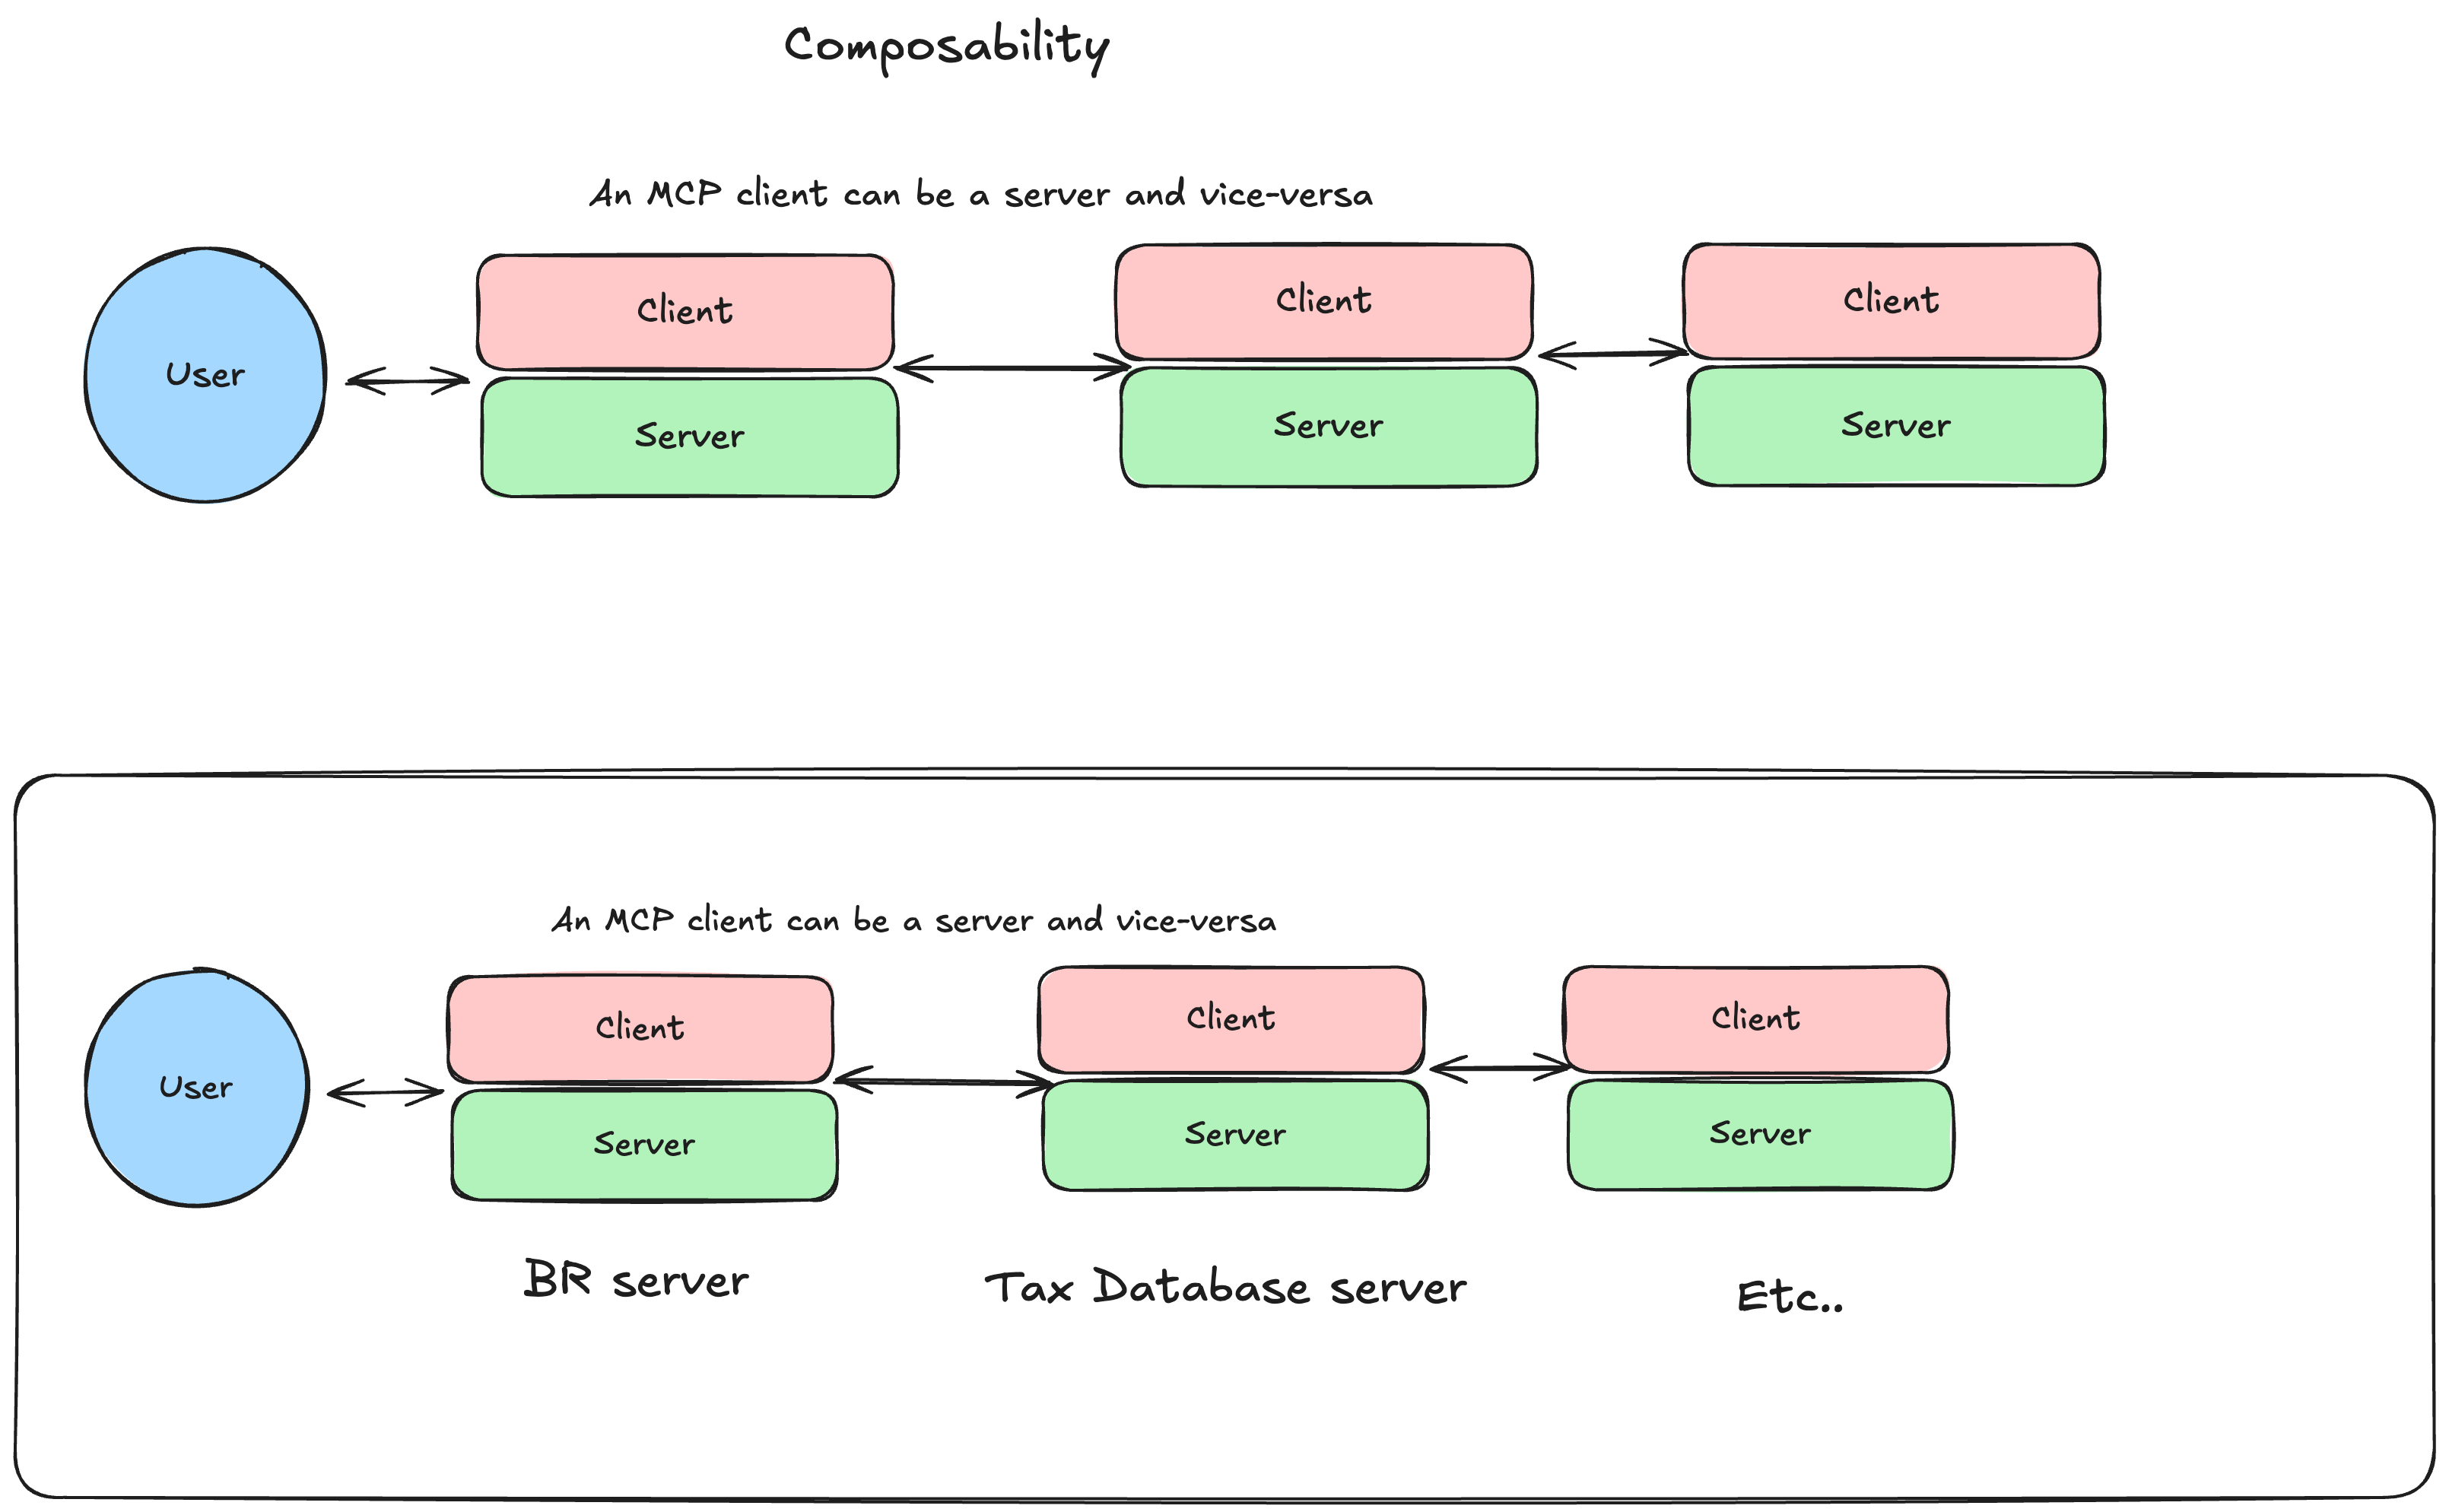 Composability
An MCP client can be a server and vice-versa
Client
Client
Client
User
Server
Server
Server
An MCP client can be a server and vice-versa
Client
Client
Client
User
Server
Server
Server
BR server
Tax Database server
Etc..